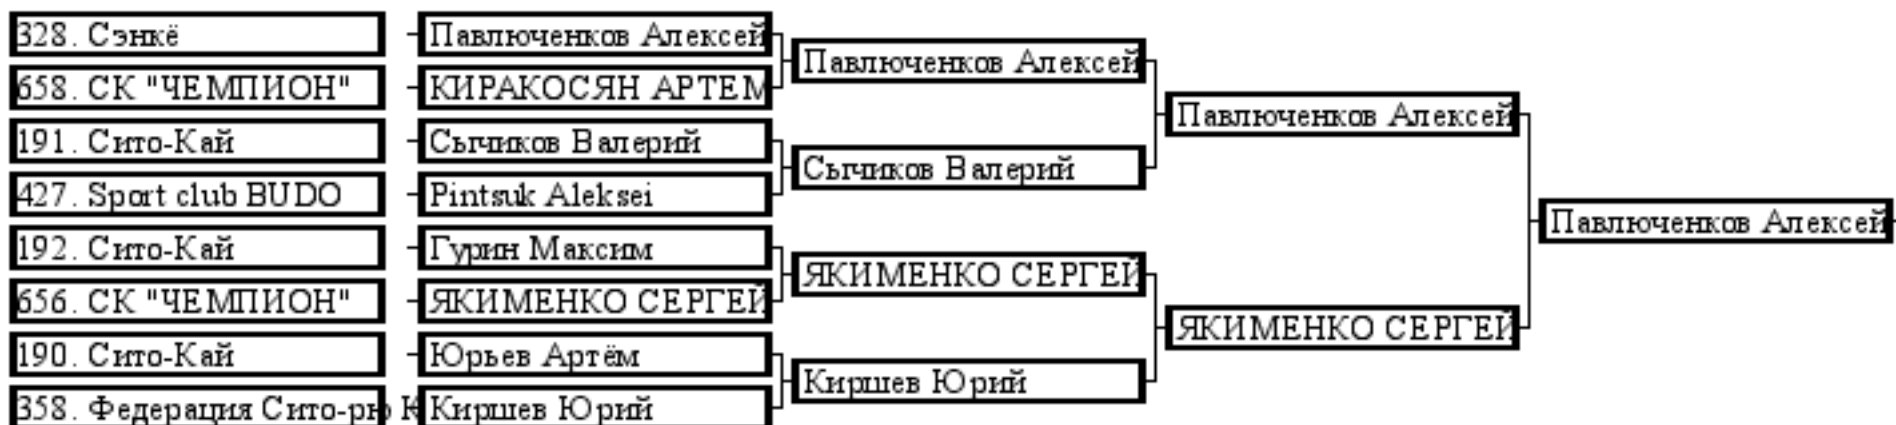 328. Сэнкё Павлюченков Алексей
Павлюченков Алексей
658. СК "ЧЕМПИОН" КИРАКОСЯН АРТЕМ
Павлюченков Алексей
191. Сито-Кай Сычиков Валерий
Сычиков Валерий
427. Sport club BUDO Pintsuk Aleksei
Павлюченков Алексей
192. Сито-Кай Гурин Максим
ЯКИМЕНКО СЕРГЕЙ
656. СК "ЧЕМПИОН" ЯКИМЕНКО СЕРГЕЙ
ЯКИМЕНКО СЕРГЕЙ
190. Сито-Кай Юрьев Артём
Киршев Юрий
358. Федерация Сито-рю К Киршев Юрий